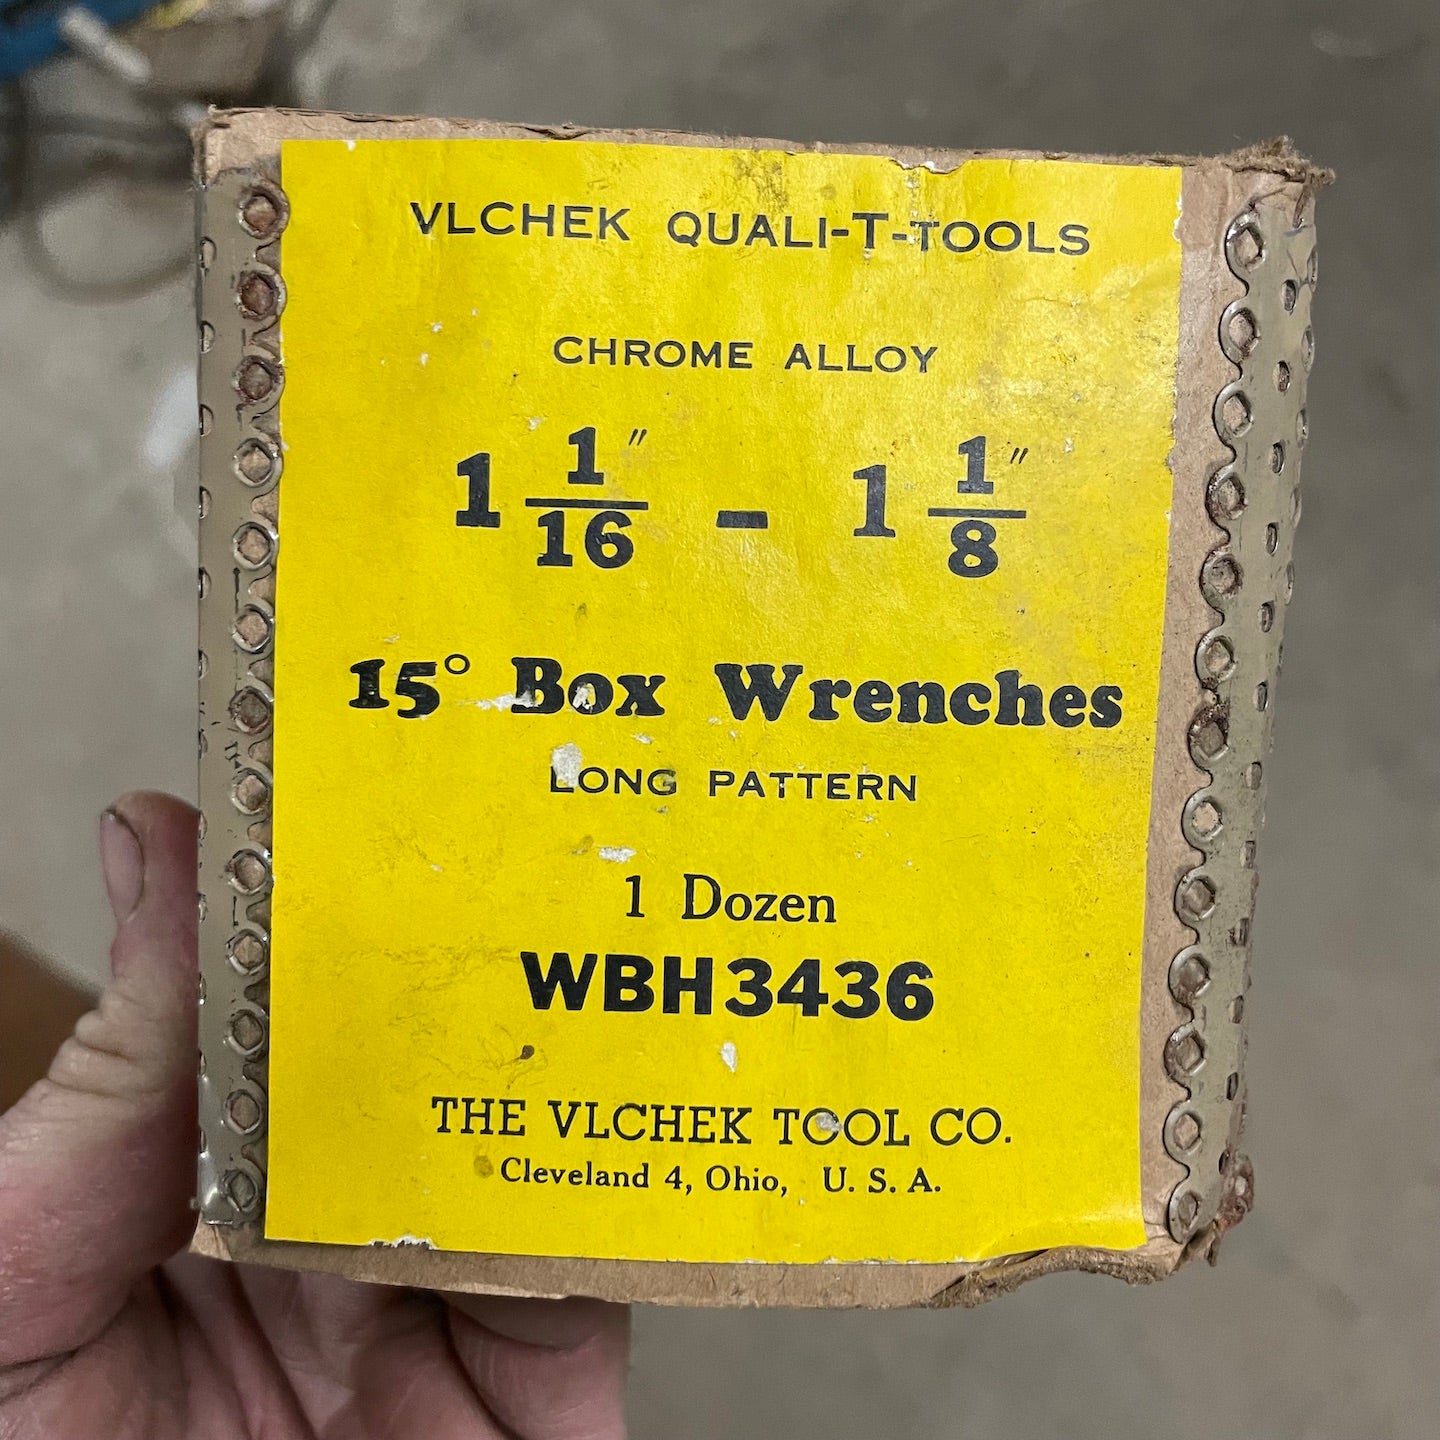 VLCHEK QUALI-T-TOOLS
CHROME ALLOY
1 1/16" - 1 1/8"
15° Box Wrenches
LONG PATTERN
1 Dozen
WBH3436
THE VLCHEK TOOL CO.
Cleveland 4, Ohio, U. S. A.